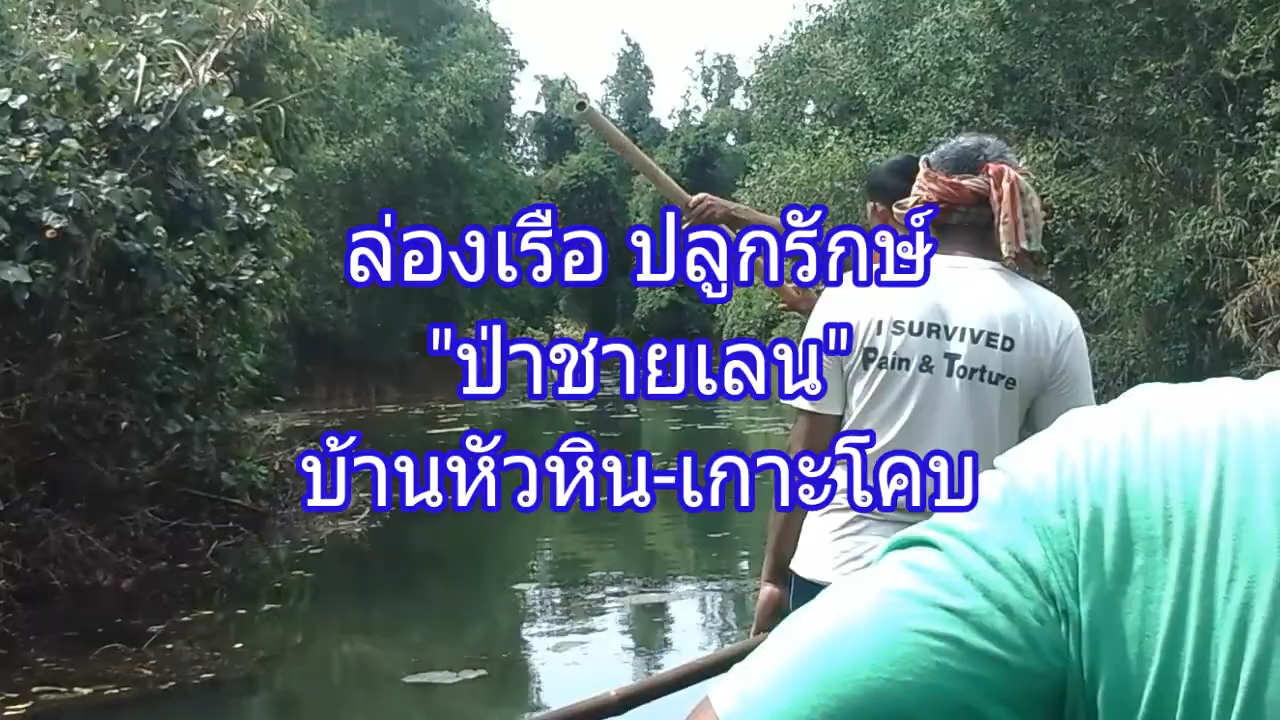 ล่องเรือ ปลูกรักษ์
"ป่าชายเลน"
บ้านหัวหิน-เกาะโคบ
I SURVIVED
Pain & Torture